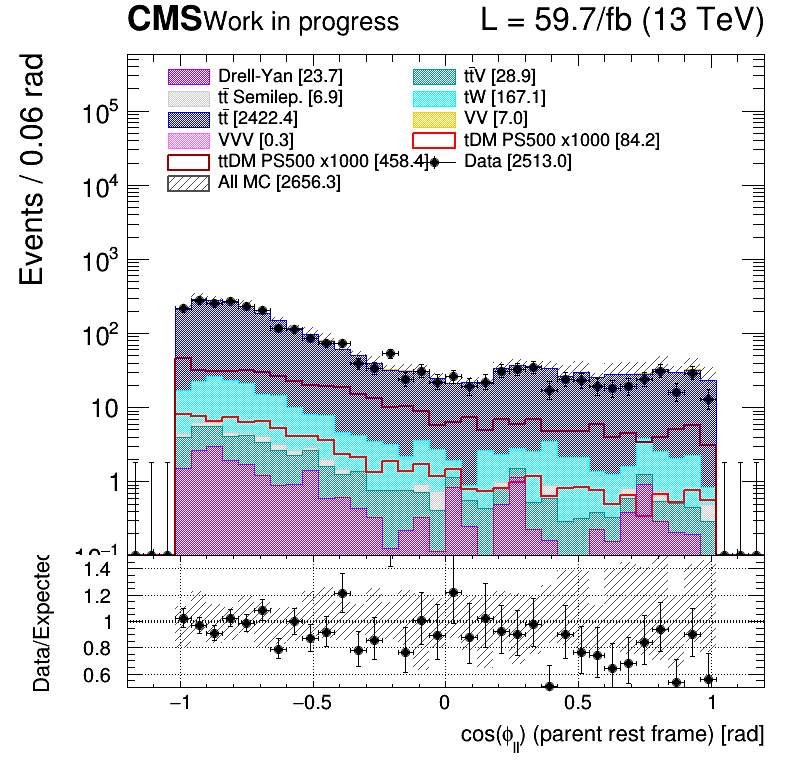 CMS Work in progress L = 59.7/fb (13 TeV)
Events / 0.06 rad
Drell-Yan [23.7] tt̄V [28.9]
tt̄ Semilep. [6.9] tW [167.1]
tt̄ [2422.4] VV [7.0]
VVV [0.3] tDM PS500 x1000 [84.2]
ttDM PS500 x1000 [458.4] Data [2513.0]
All MC [2656.3]
10⁵
10⁴
10³
10²
10
1
10⁻¹
Data/Expected
1.4
1.2
1
0.8
0.6
−1 −0.5 0 0.5 1
cos(ϕ_ll) (parent rest frame) [rad]